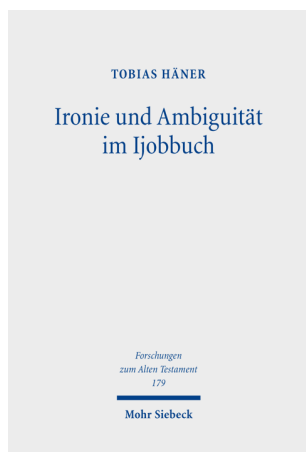 TOBIAS HÄNER
Ironie und Ambiguität
im Ijobbuch
Forschungen
zum Alten Testament
179
Mohr Siebeck